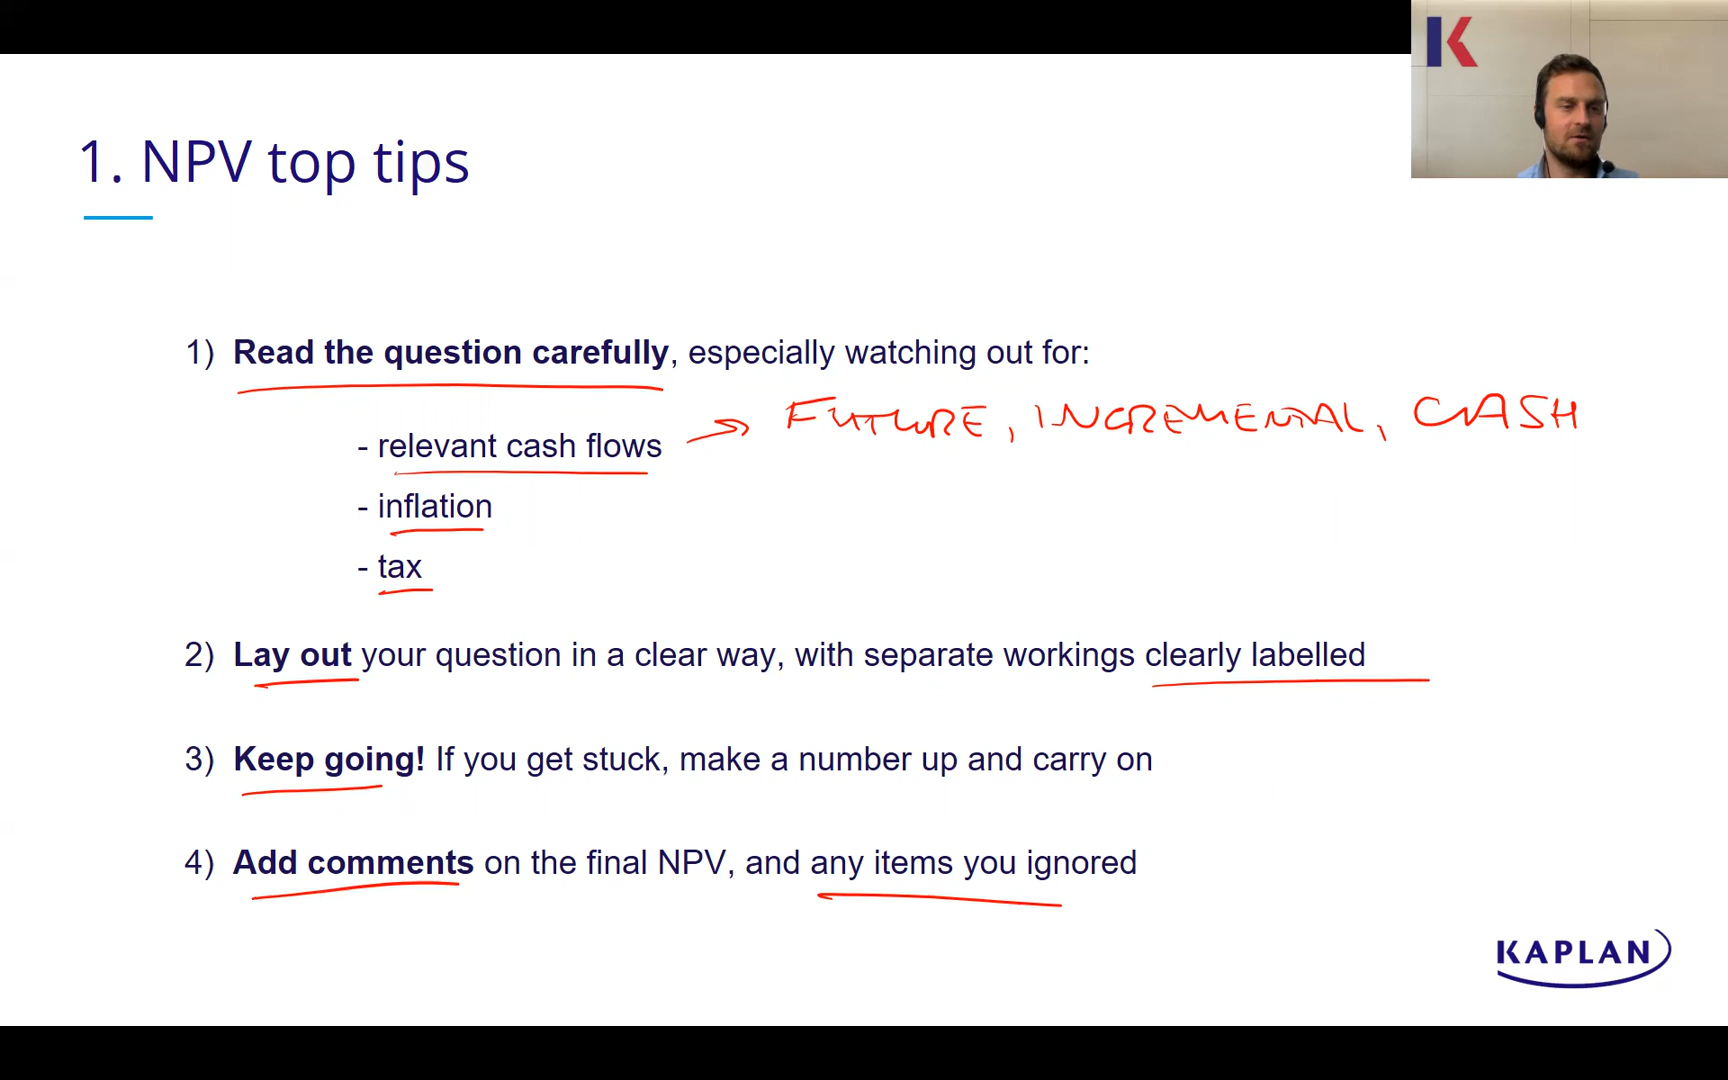 K
1. NPV top tips
1) Read the question carefully, especially watching out for:
- relevant cash flows → FUTURE, INCREMENTAL, CASH
- inflation
- tax
2) Lay out your question in a clear way, with separate workings clearly labelled
3) Keep going! If you get stuck, make a number up and carry on
4) Add comments on the final NPV, and any items you ignored
KAPLAN